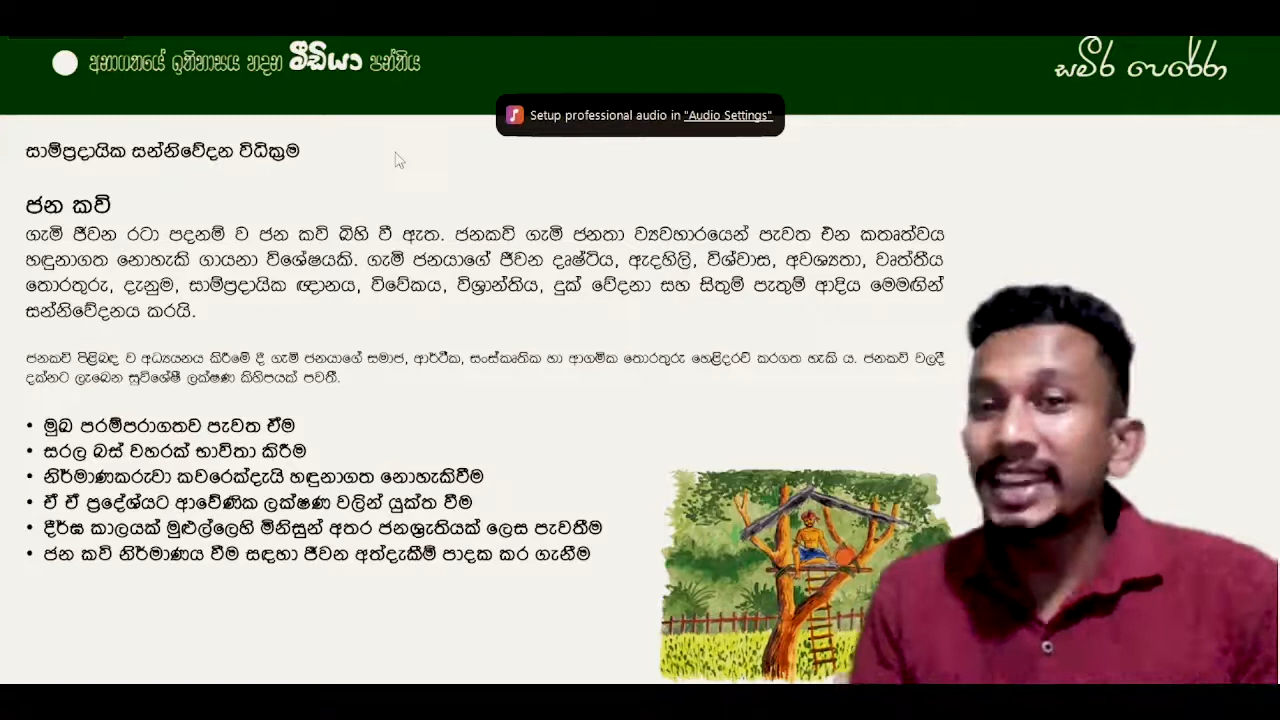 අනාගතයේ ඉතිහාසය හදන මීඩියා පන්තිය
සමීර පෙරේරා
Setup professional audio in "Audio Settings"
සාම්ප්‍රදායික සන්නිවේදන විධික්‍රම
ජන කවි
ගැමි ජීවන රටා පදනම් ව ජන කවි බිහි වී ඇත. ජනකවි ගැමි ජනතා ව්‍යවහාරයෙන් පැවත එන කතෘත්වය
හඳුනාගත නොහැකි ගායනා විශේෂයකි. ගැමි ජනයාගේ ජීවන දෘෂ්ටිය, ඇදහිලි, විශ්වාස, අවශ්‍යතා, වෘත්තීය
තොරතුරු, දැනුම, සාම්ප්‍රදායික ඥානය, විවේකය, විශ්‍රාන්තිය, දුක් වේදනා සහ සිතුම් පැතුම් ආදිය මෙමඟින්
සන්නිවේදනය කරයි.
ජනකවි පිළිබඳ ව අධ්‍යයනය කිරීමේ දී ගැමි ජනයාගේ සමාජ, ආර්ථික, සංස්කෘතික හා ආගමික තොරතුරු හෙළිදරව් කරගත හැකි ය. ජනකවි වලදී
දක්නට ලැබෙන සුවිශේෂී ලක්ෂණ කිහිපයක් පවතී.
• මුඛ පරම්පරාගතව පැවත ඒම
• සරල බස් වහරක් භාවිතා කිරීම
• නිර්මාණකරුවා කවරෙක්දැයි හඳුනාගත නොහැකිවීම
• ඒ ඒ ප්‍රදේශයට ආවේණික ලක්ෂණ වලින් යුක්ත වීම
• දීර්ඝ කාලයක් මුළුල්ලෙහි මිනිසුන් අතර ජනශ්‍රැතියක් ලෙස පැවතීම
• ජන කවි නිර්මාණය වීම සඳහා ජීවන අත්දැකීම් පාදක කර ගැනීම